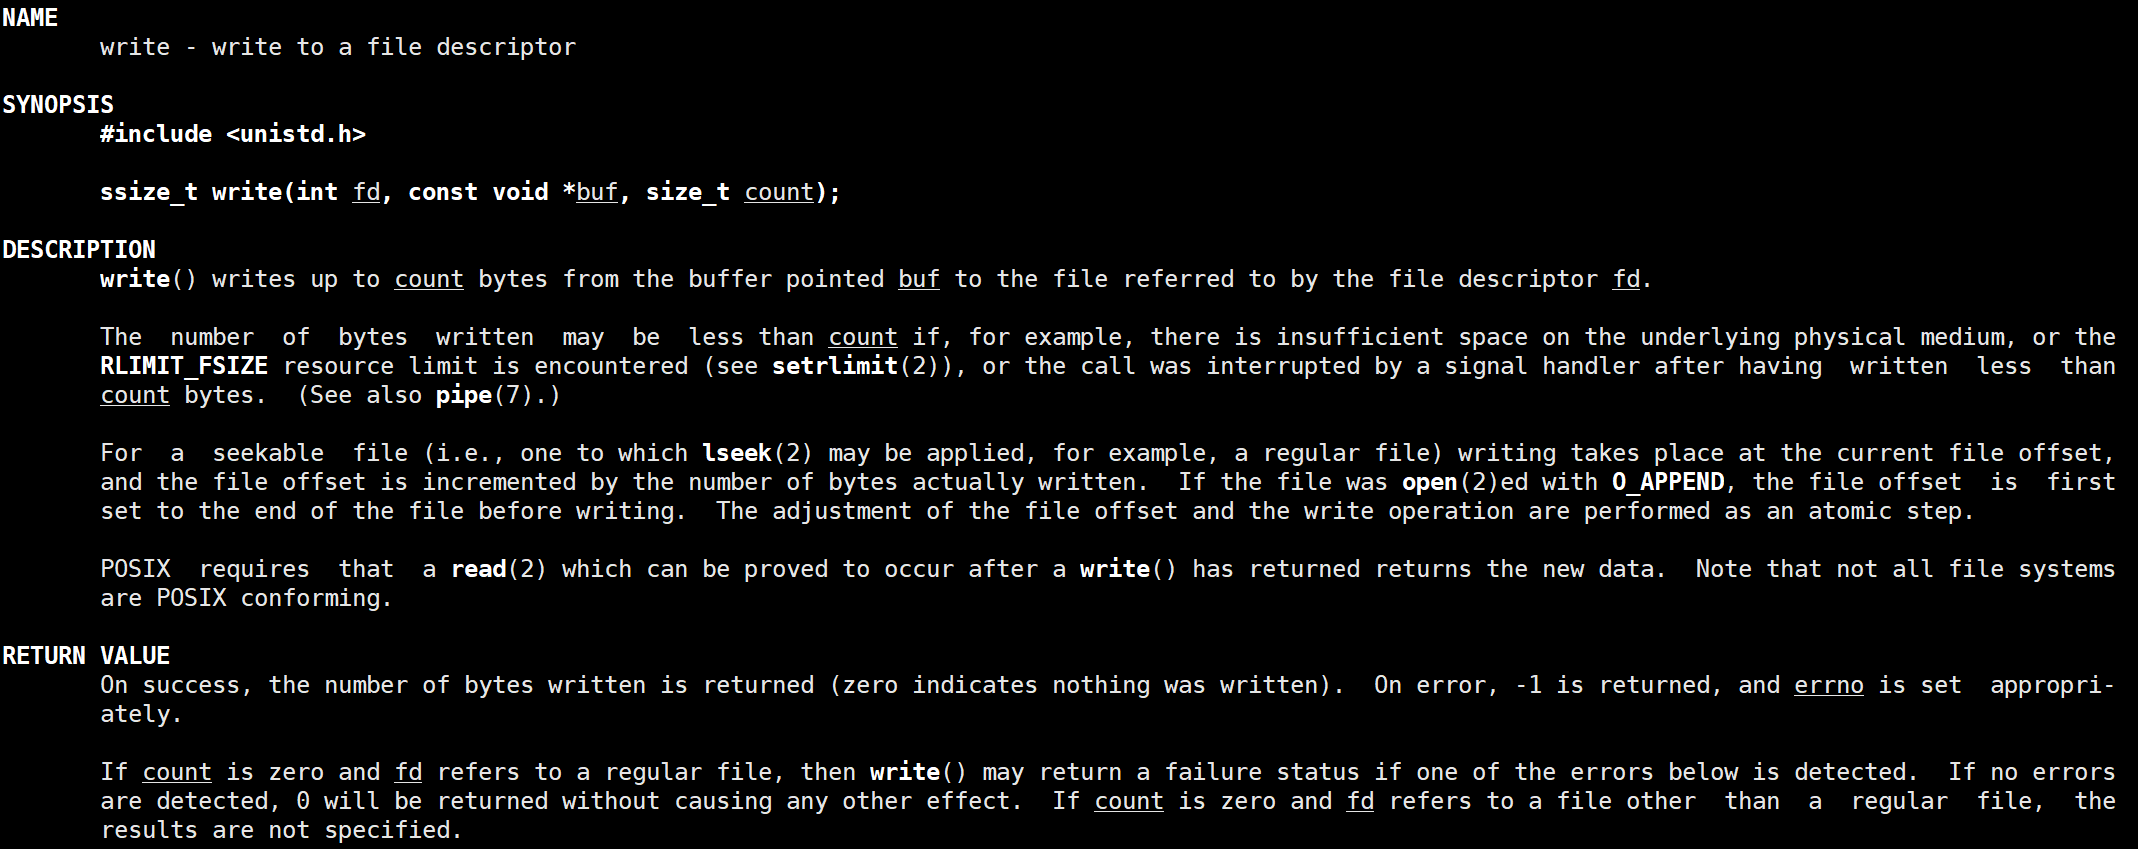 NAME
write - write to a file descriptor
SYNOPSIS
#include <unistd.h>
ssize_t write(int fd, const void *buf, size_t count);
DESCRIPTION
write() writes up to count bytes from the buffer pointed buf to the file referred to by the file descriptor fd.
The number of bytes written may be less than count if, for example, there is insufficient space on the underlying physical medium, or the
RLIMIT_FSIZE resource limit is encountered (see setrlimit(2)), or the call was interrupted by a signal handler after having written less than
count bytes. (See also pipe(7).)
For a seekable file (i.e., one to which lseek(2) may be applied, for example, a regular file) writing takes place at the current file offset,
and the file offset is incremented by the number of bytes actually written. If the file was open(2)ed with O_APPEND, the file offset is first
set to the end of the file before writing. The adjustment of the file offset and the write operation are performed as an atomic step.
POSIX requires that a read(2) which can be proved to occur after a write() has returned returns the new data. Note that not all file systems
are POSIX conforming.
RETURN VALUE
On success, the number of bytes written is returned (zero indicates nothing was written). On error, -1 is returned, and errno is set appropri-
ately.
If count is zero and fd refers to a regular file, then write() may return a failure status if one of the errors below is detected. If no errors
are detected, 0 will be returned without causing any other effect. If count is zero and fd refers to a file other than a regular file, the
results are not specified.